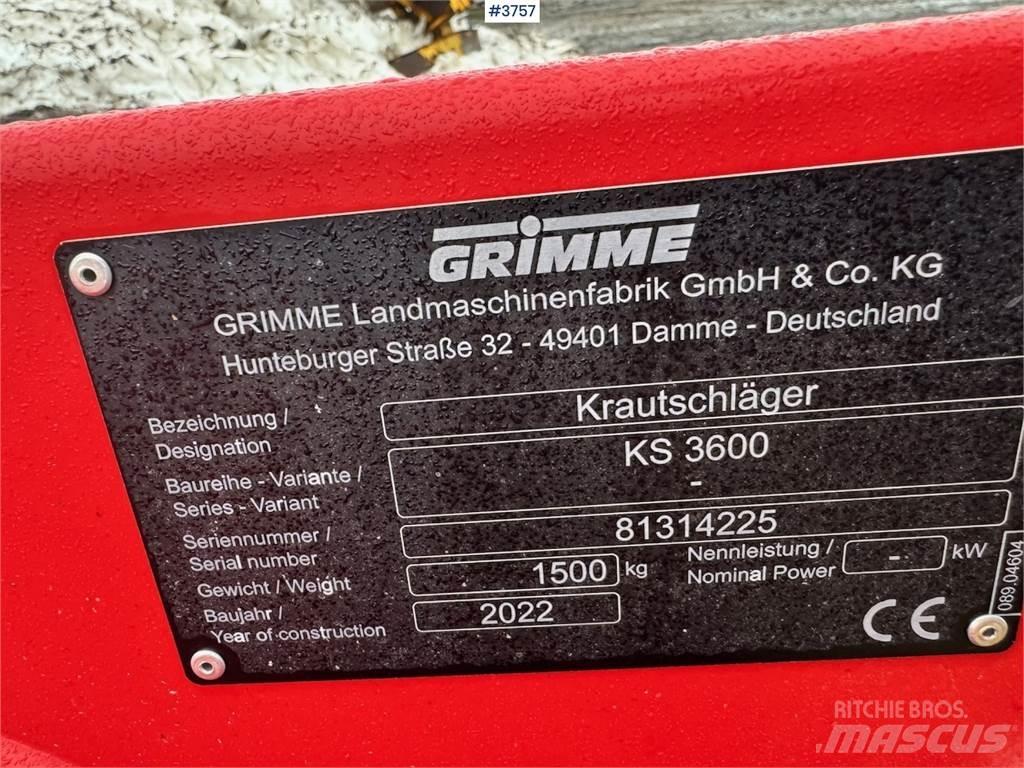 #3757
GRIMME
GRIMME Landmaschinenfabrik GmbH & Co. KG
Hunteburger Straße 32 - 49401 Damme - Deutschland
Bezeichnung /
Designation
Krautschläger
Baureihe - Variante /
Series - Variant
KS 3600
-
Seriennummer /
Serial number
81314225
Gewicht / Weight
1500 kg
Nennleistung /
Nominal Power
- kW
Baujahr /
Year of construction
2022
CE
089.04604
RITCHIE BROS.
MASCUS